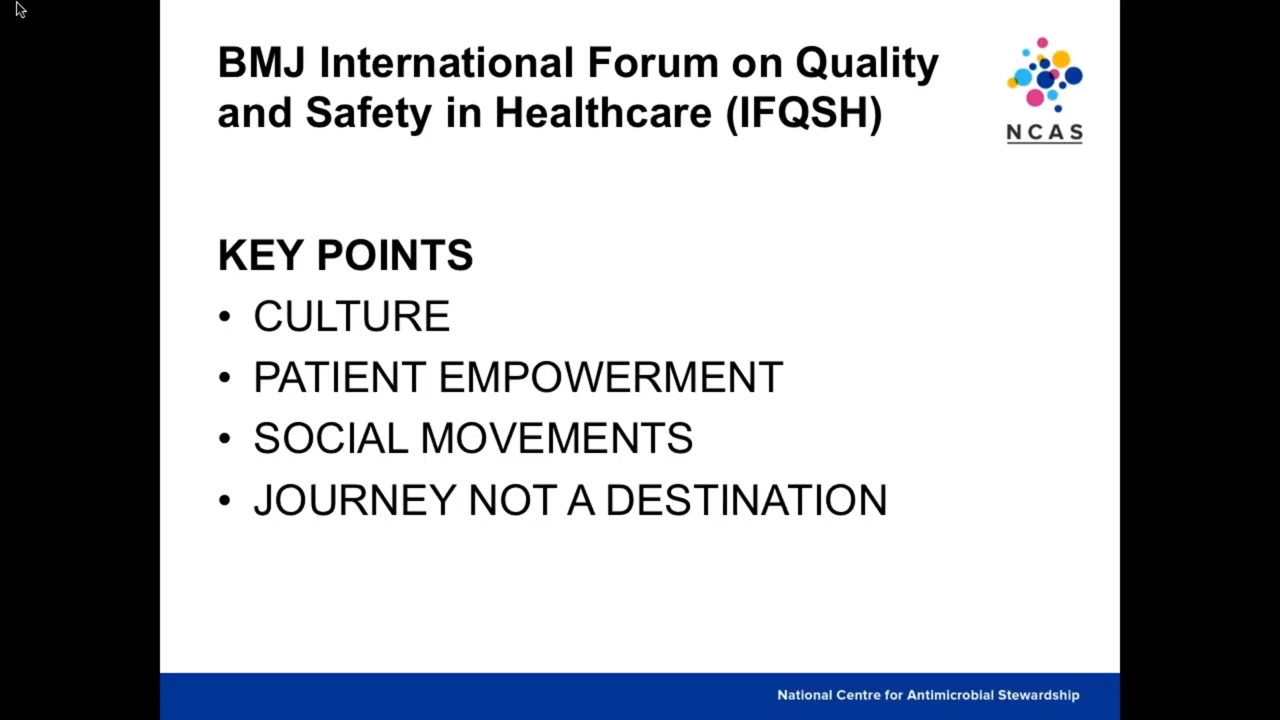 BMJ International Forum on Quality
and Safety in Healthcare (IFQSH)
NCAS
KEY POINTS
• CULTURE
• PATIENT EMPOWERMENT
• SOCIAL MOVEMENTS
• JOURNEY NOT A DESTINATION
National Centre for Antimicrobial Stewardship